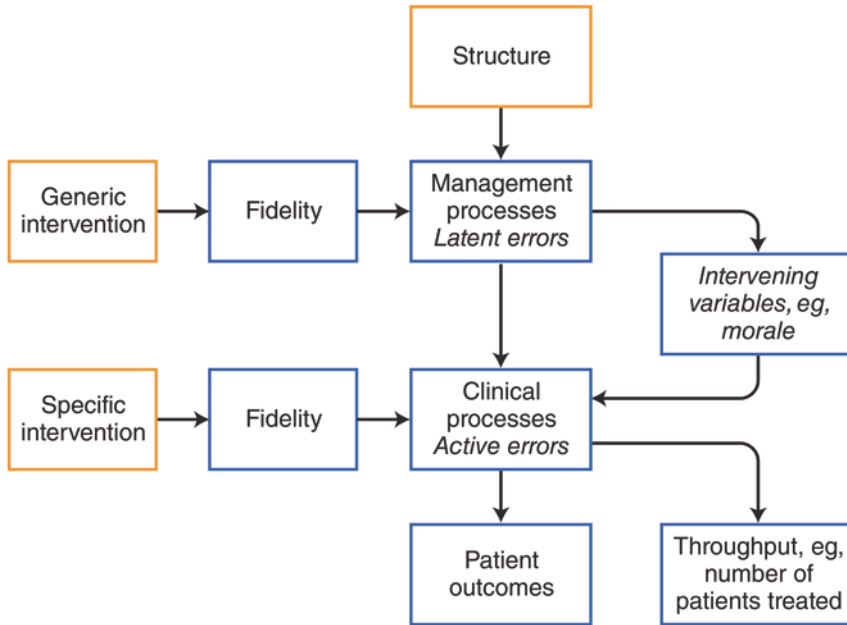 Structure
Generic
intervention
Fidelity
Management
processes
Latent errors
Intervening
variables, eg,
morale
Specific
intervention
Fidelity
Clinical
processes
Active errors
Patient
outcomes
Throughput, eg,
number of
patients treated